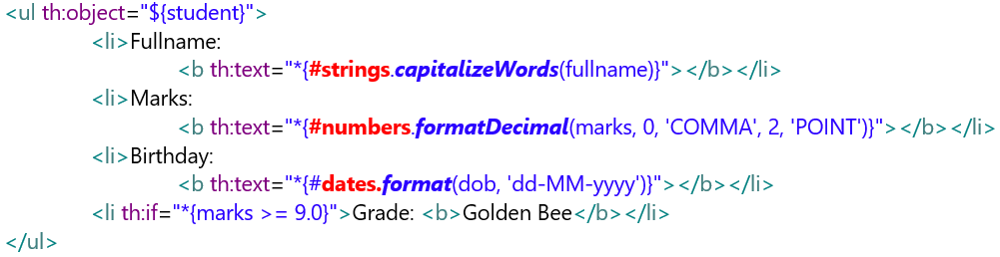 <ul th:object="${student}">
<li>Fullname:
<b th:text="*{#strings.capitalizeWords(fullname)}"></b></li>
<li>Marks:
<b th:text="*{#numbers.formatDecimal(marks, 0, 'COMMA', 2, 'POINT')}"></b></li>
<li>Birthday:
<b th:text="*{#dates.format(dob, 'dd-MM-yyyy')}"></b></li>
<li th:if="*{marks >= 9.0}">Grade: <b>Golden Bee</b></li>
</ul>